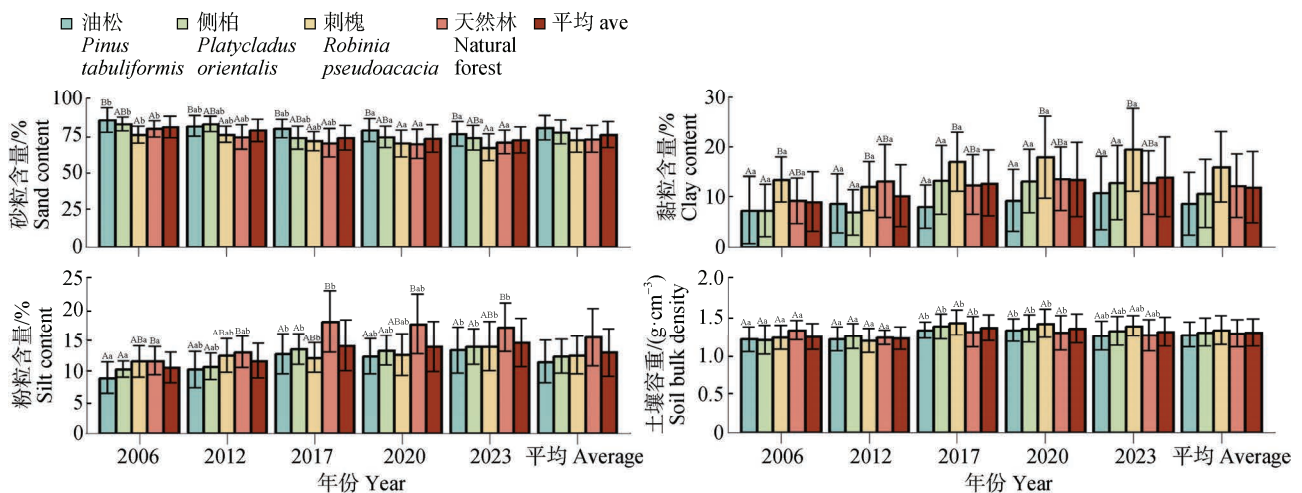 油松 侧柏 刺槐 天然林 平均 ave
Pinus Platycladus Robinia Natural
tabuliformis orientalis pseudoacacia forest
砂粒含量/%
Sand content
100
75
50
25
0
Bb ABb Ab Ab
Bab ABab Aab Aab
Bab ABab Aab Aab
Ba ABa Aa Aa
Ba ABa Aa Aa
黏粒含量/%
Clay content
30
20
10
0
Aa Aa Ba ABa
Aa Aa Ba ABa
Aa Aa Ba ABa
Aa Aa Ba ABa
Aa Aa Ba ABa
粉粒含量/%
Silt content
25
20
15
10
5
0
Aa Aa ABa Ba
Aab Aab ABab Bab
Ab Ab ABb Bb
Aab Aab ABab Bab
Ab Ab ABb Bb
2006 2012 2017 2020 2023 平均 Average
年份 Year
土壤容重/(g·cm⁻³)
Soil bulk density
2.0
1.5
1.0
0.5
0
Aa Aa Aa Aa
Aa Aa Aa Aa
Ab Ab Ab Ab
Ab Ab Ab Ab
Aab Aab Aab Aab
2006 2012 2017 2020 2023 平均 Average
年份 Year